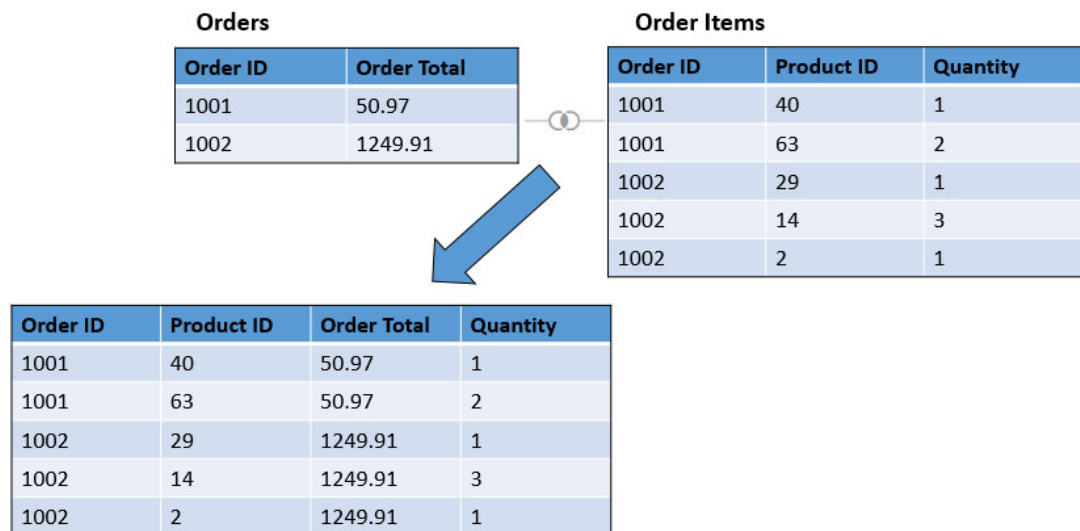 Orders
Order ID Order Total
1001 50.97
1002 1249.91
Order Items
Order ID Product ID Quantity
1001 40 1
1001 63 2
1002 29 1
1002 14 3
1002 2 1
Order ID Product ID Order Total Quantity
1001 40 50.97 1
1001 63 50.97 2
1002 29 1249.91 1
1002 14 1249.91 3
1002 2 1249.91 1